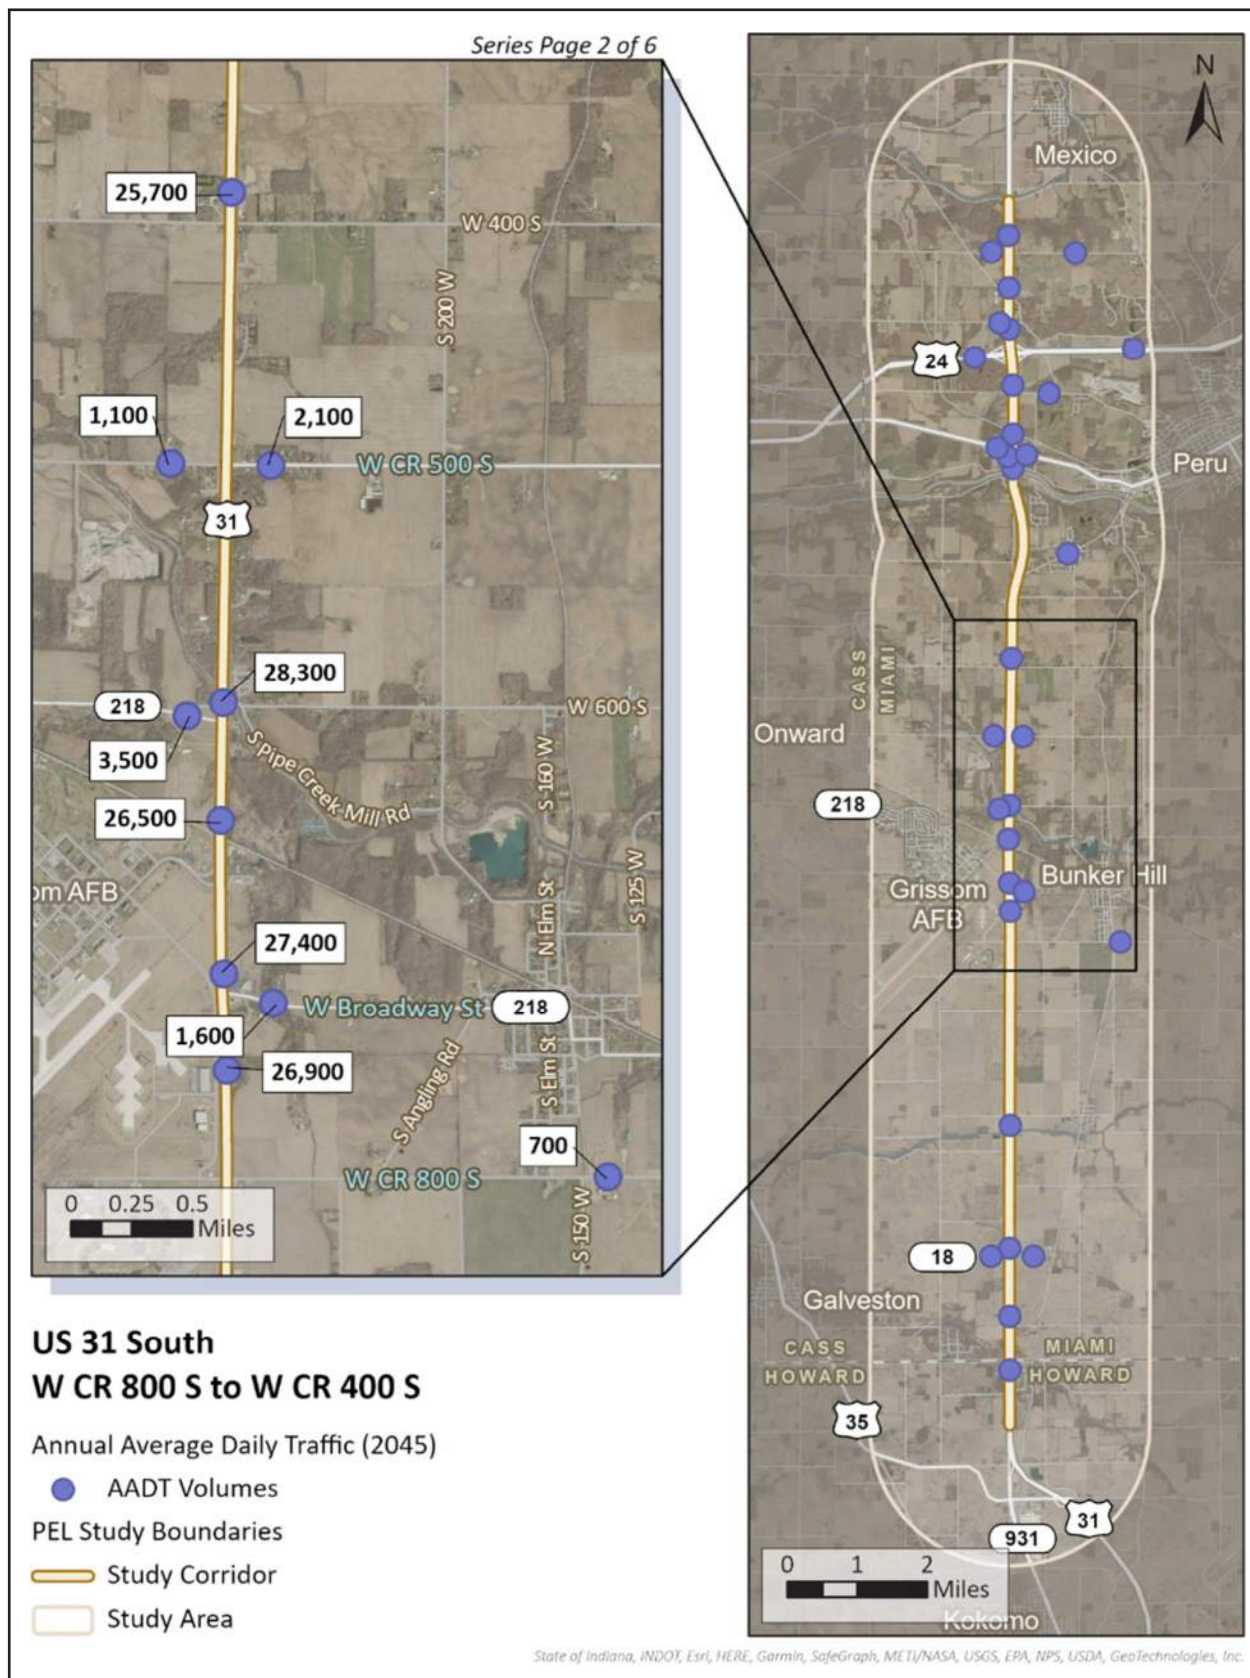 Series Page 2 of 6
25,700
W 400 S
S 200 W
1,100
2,100
W CR 500 S
31
28,300
218
W 600 S
3,500
S Pipe Creek Mill Rd
S 160 W
26,500
S 125 W
om AFB
N Elm St
27,400
W Broadway St
218
1,600
26,900
S Angling Rd
S Elm St
700
W CR 800 S
S 150 W
0 0.25 0.5
Miles
N
Mexico
24
Peru
CASS
MIAMI
Onward
218
Grissom
AFB
Bunker Hill
18
Galveston
CASS
HOWARD
MIAMI
HOWARD
35
31
931
0 1 2
Miles
Kokomo
US 31 South
W CR 800 S to W CR 400 S
Annual Average Daily Traffic (2045)
AADT Volumes
PEL Study Boundaries
Study Corridor
Study Area
State of Indiana, INDOT, Esri, HERE, Garmin, SafeGraph, METI/NASA, USGS, EPA, NPS, USDA, GeoTechnologies, Inc.